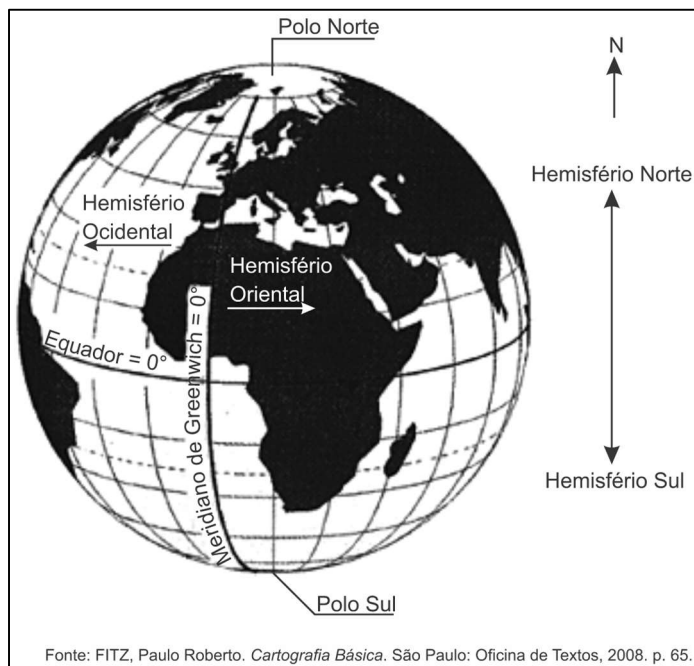 Polo Norte
N
Hemisfério
Ocidental
Hemisfério Norte
Hemisfério
Oriental
Equador = 0°
Meridiano de Greenwich = 0°
Hemisfério Sul
Polo Sul
Fonte: FITZ, Paulo Roberto. Cartografia Básica. São Paulo: Oficina de Textos, 2008. p. 65.